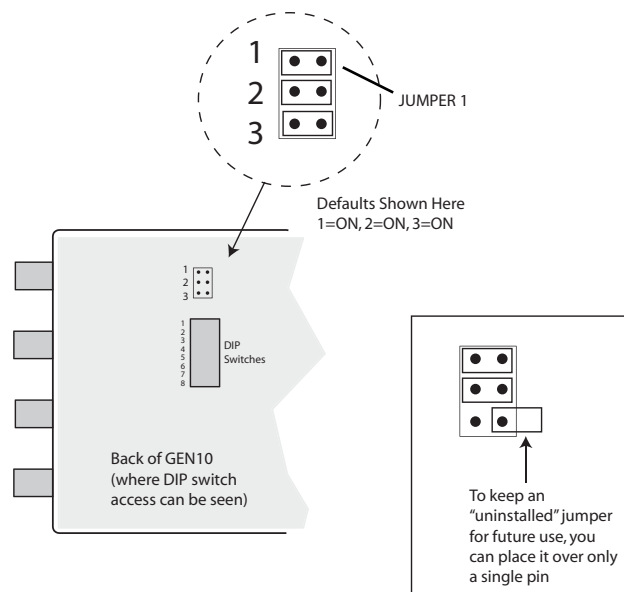 1
2
3
JUMPER 1
Defaults Shown Here
1=ON, 2=ON, 3=ON
1
2
3
1
2
3
4
5
6
7
8
DIP
Switches
Back of GEN10
(where DIP switch
access can be seen)
To keep an
“uninstalled” jumper
for future use, you
can place it over only
a single pin